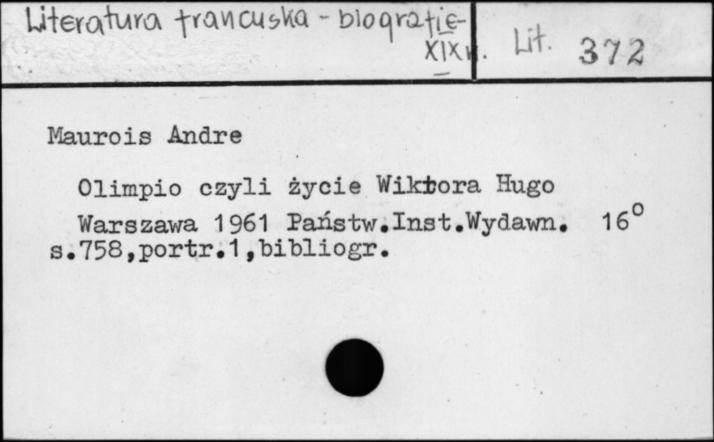 Literatura francuska - biografie-
XIX w.
Lit. 372
Maurois Andre
Olimpio czyli życie Wiktora Hugo
Warszawa 1961 Państw.Inst.Wydawn. 16°
s.758,portr.1,bibliogr.